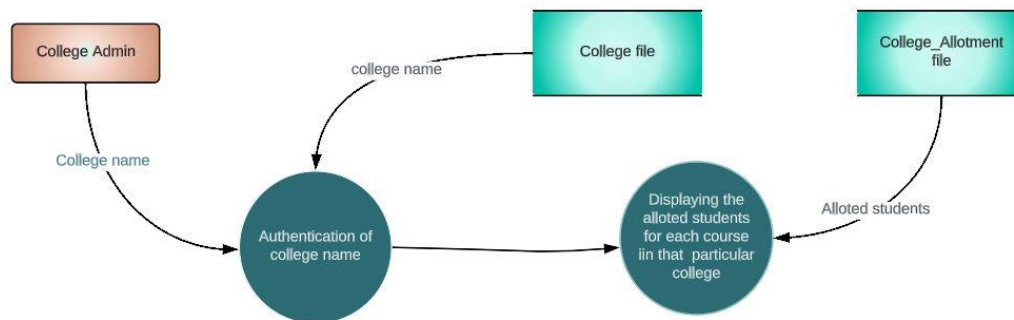 College Admin
college name
College file
College_Allotment
file
College name
Authentication of
college name
Displaying the
alloted students
for each course
iin that particular
college
Alloted students